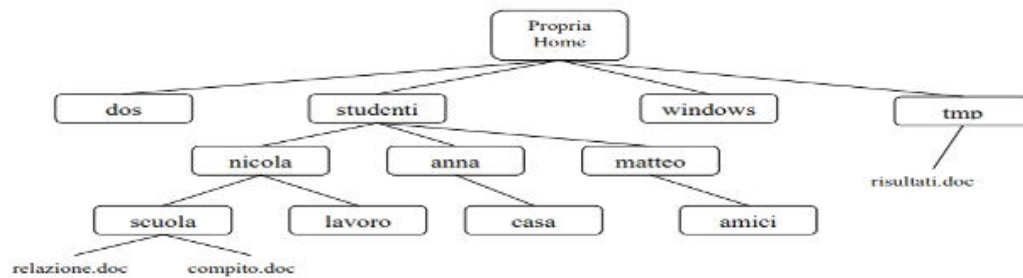 Propria
Home
dos
studenti
windows
tmp
nicola
anna
matteo
risultati.doc
scuola
lavoro
casa
amici
relazione.doc
compito.doc